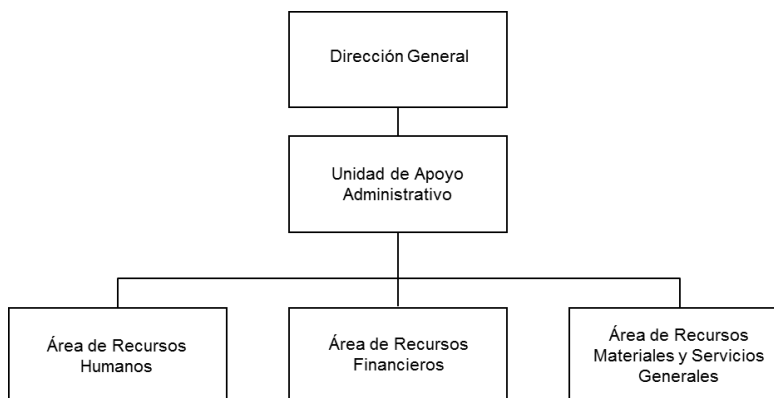 Dirección General
Unidad de Apoyo
Administrativo
Área de Recursos
Humanos
Área de Recursos
Financieros
Área de Recursos
Materiales y Servicios
Generales